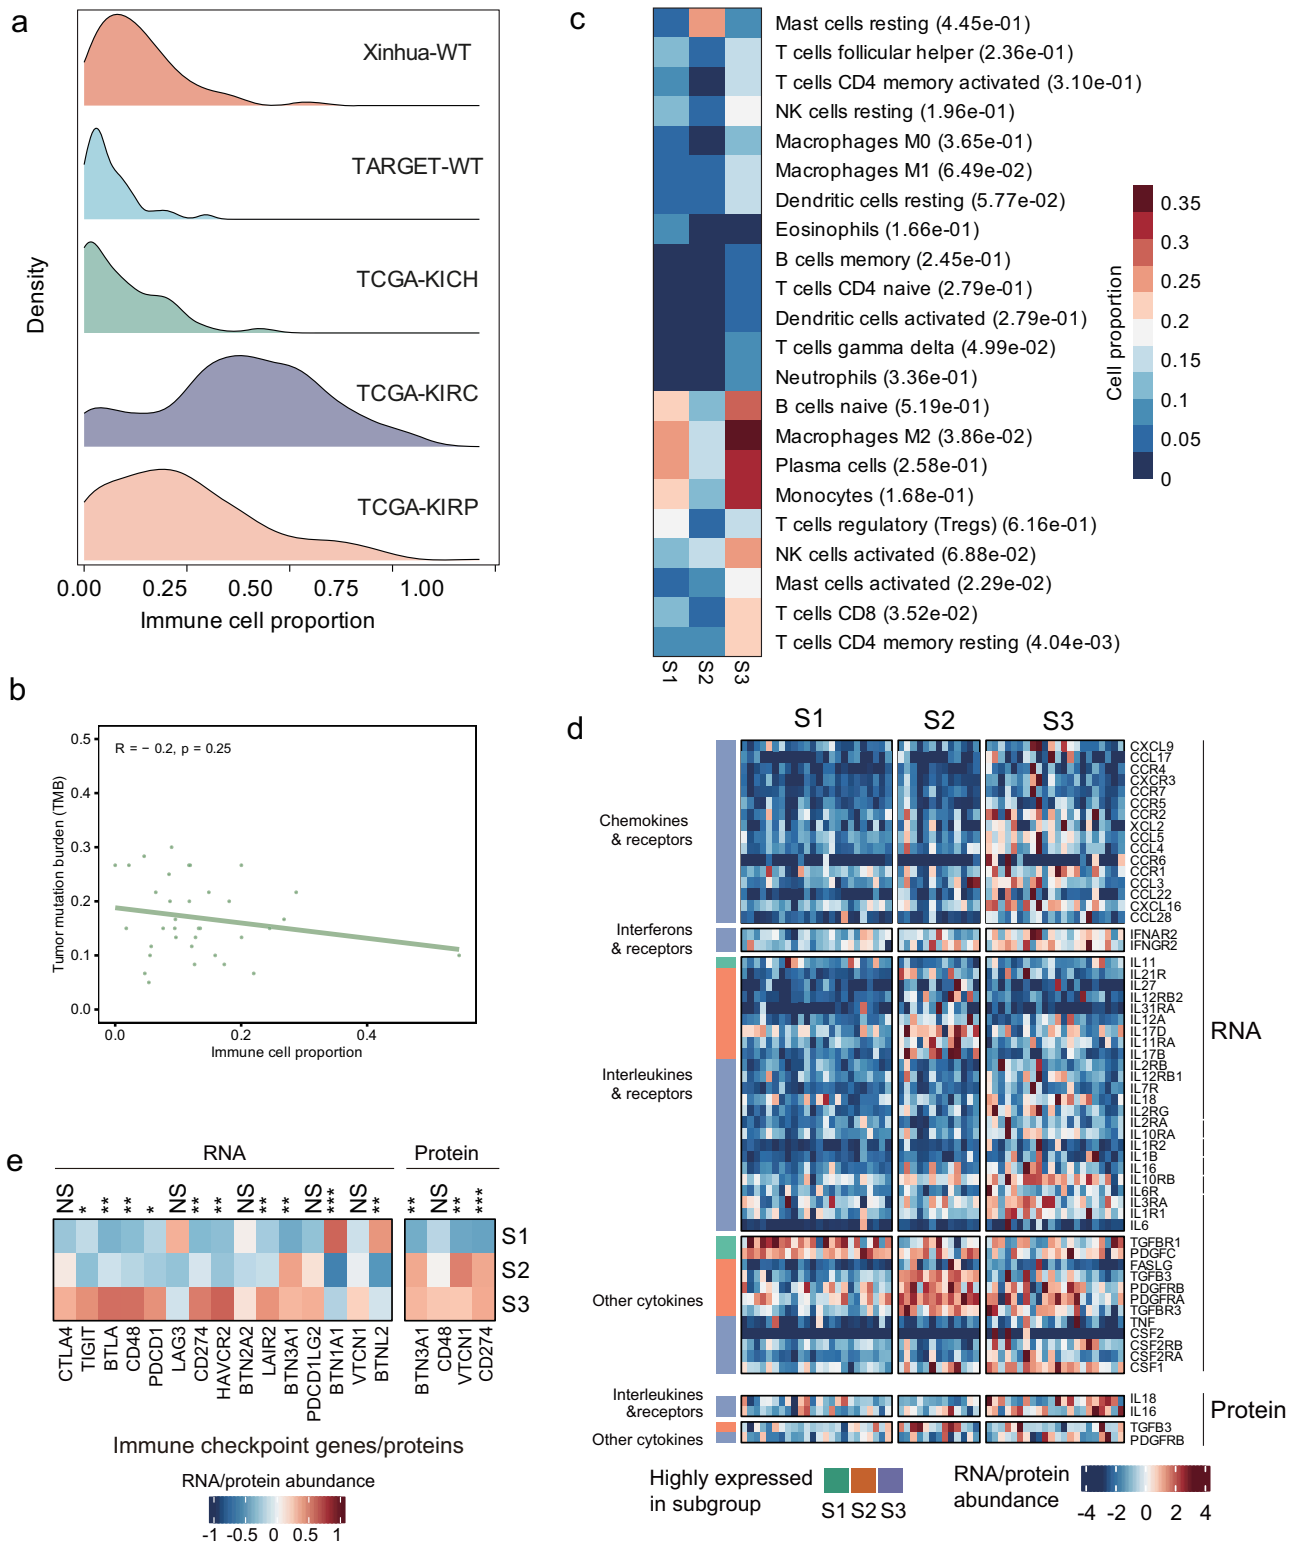 a
Xinhua-WT
TARGET-WT
TCGA-KICH
TCGA-KIRC
TCGA-KIRP
Density
0.00 0.25 0.50 0.75 1.00
Immune cell proportion
b
R = − 0.2, p = 0.25
Tumor mutation burden (TMB)
0.5
0.4
0.3
0.2
0.1
0.0
0.0 0.2 0.4
Immune cell proportion
c
Mast cells resting (4.45e-01)
T cells follicular helper (2.36e-01)
T cells CD4 memory activated (3.10e-01)
NK cells resting (1.96e-01)
Macrophages M0 (3.65e-01)
Macrophages M1 (6.49e-02)
Dendritic cells resting (5.77e-02)
Eosinophils (1.66e-01)
B cells memory (2.45e-01)
T cells CD4 naive (2.79e-01)
Dendritic cells activated (2.79e-01)
T cells gamma delta (4.99e-02)
Neutrophils (3.36e-01)
B cells naive (5.19e-01)
Macrophages M2 (3.86e-02)
Plasma cells (2.58e-01)
Monocytes (1.68e-01)
T cells regulatory (Tregs) (6.16e-01)
NK cells activated (6.88e-02)
Mast cells activated (2.29e-02)
T cells CD8 (3.52e-02)
T cells CD4 memory resting (4.04e-03)
S1 S2 S3
Cell proportion
0.35
0.3
0.25
0.2
0.15
0.1
0.05
0
d
S1 S2 S3
Chemokines
& receptors
Interferons
& receptors
Interleukines
& receptors
Other cytokines
Interleukines
&receptors
Other cytokines
CXCL9
CCL17
CCR4
CXCR3
CCR7
CCR5
CCR2
XCL2
CCL5
CCL4
CCR6
CCR1
CCL3
CCL22
CXCL16
CCL28
IFNAR2
IFNGR2
IL11
IL21R
IL27
IL12RB2
IL31RA
IL12A
IL17D
IL11RA
IL17B
IL2RB
IL12RB1
IL7R
IL18
IL2RG
IL2RA
IL10RA
IL1R2
IL1B
IL16
IL10RB
IL6R
IL3RA
IL1R1
IL6
TGFBR1
PDGFC
FASLG
TGFB3
PDGFRB
PDGFRA
TGFBR3
TNF
CSF2
CSF2RB
CSF2RA
CSF1
IL18
IL16
TGFB3
PDGFRB
RNA
Protein
Highly expressed
in subgroup
S1 S2 S3
RNA/protein
abundance
-4 -2 0 2 4
e
RNA Protein
NS * ** ** * NS ** ** NS ** ** NS *** NS ** ** NS ** ***
S1
S2
S3
CTLA4 TIGIT BTLA CD48 PDCD1 LAG3 CD274 HAVCR2 BTN2A2 LAIR2 BTN3A1 PDCD1LG2 BTN1A1 VTCN1 BTNL2 BTN3A1 CD48 VTCN1 CD274
Immune checkpoint genes/proteins
RNA/protein abundance
-1 -0.5 0 0.5 1